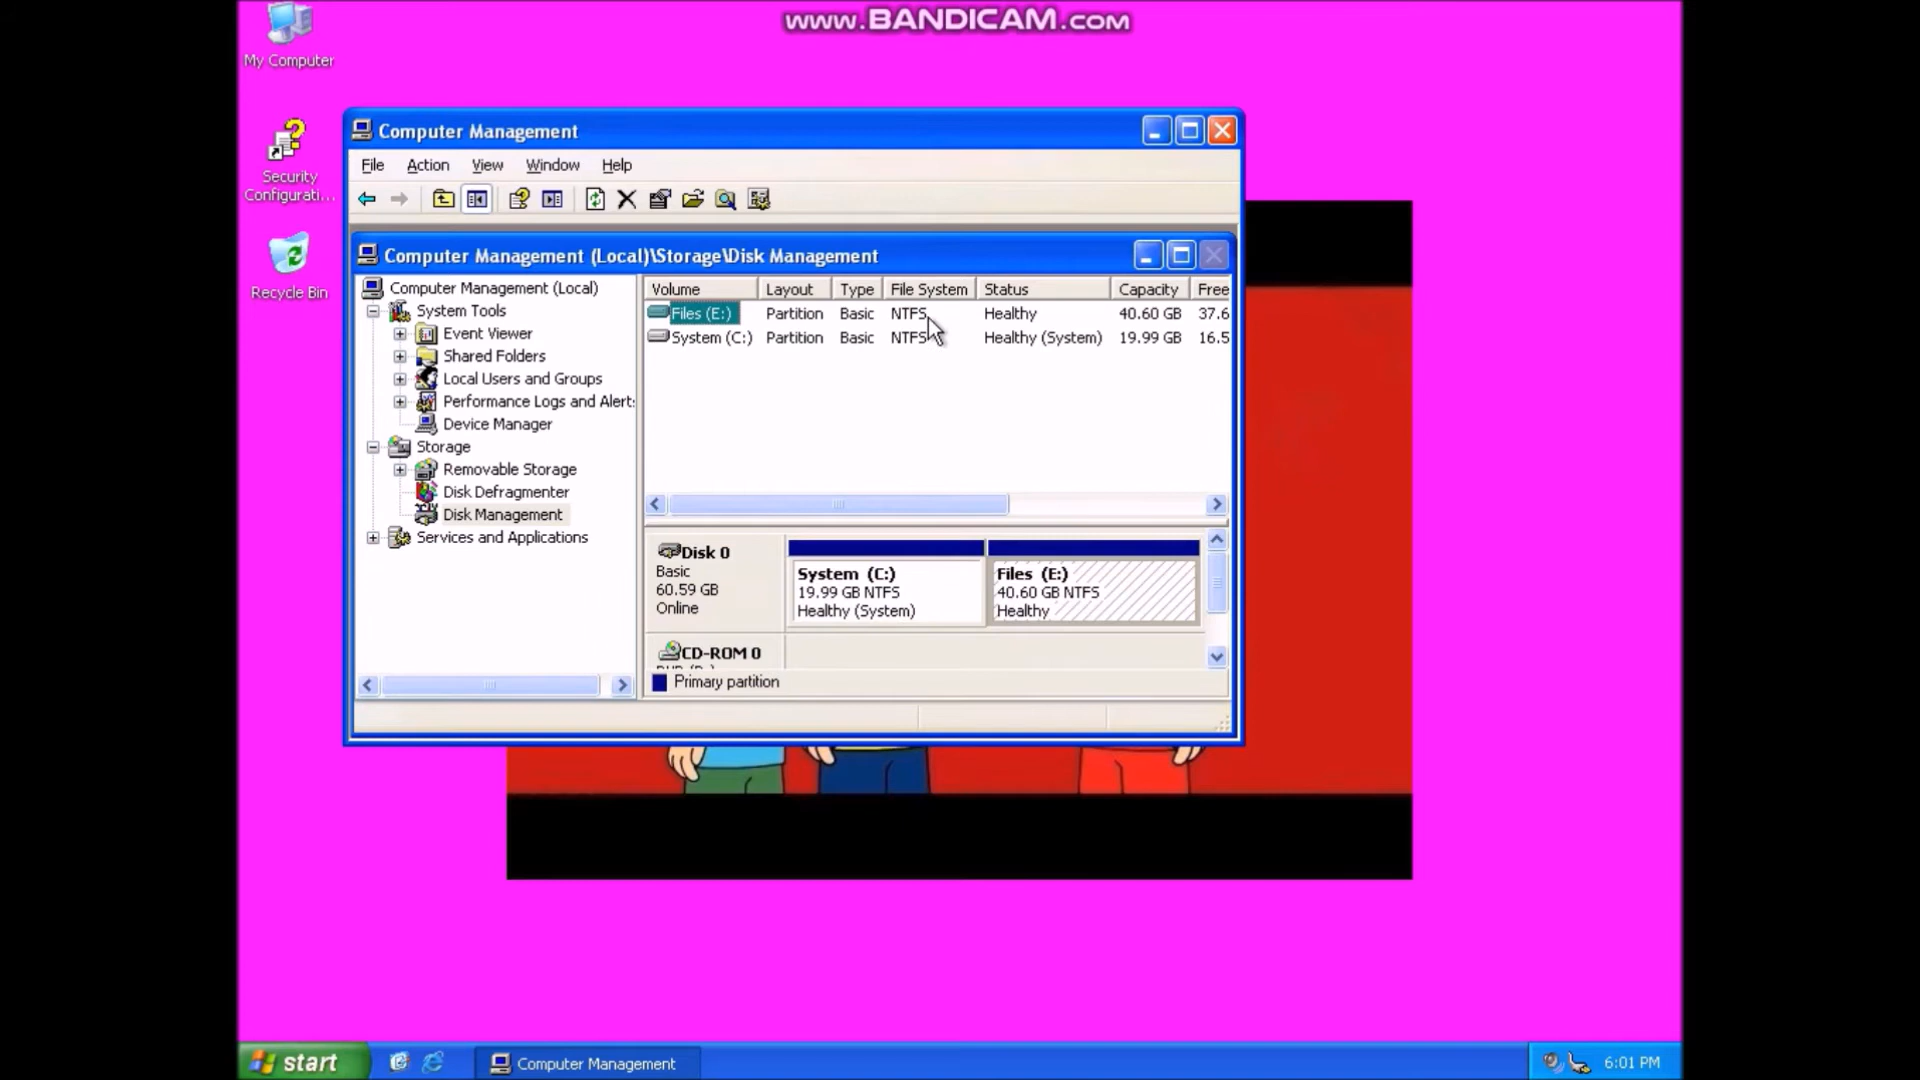 www.BANDICAM.com
My Computer
Security
Configurati...
Recycle Bin
Computer Management
File Action View Window Help
Computer Management (Local)\Storage\Disk Management
Computer Management (Local)
System Tools
Event Viewer
Shared Folders
Local Users and Groups
Performance Logs and Alert
Device Manager
Storage
Removable Storage
Disk Defragmenter
Disk Management
Services and Applications
Volume Layout Type File System Status Capacity Free
Files (E:) Partition Basic NTFS Healthy 40.60 GB 37.6
System (C:) Partition Basic NTFS Healthy (System) 19.99 GB 16.5
Disk 0
Basic
60.59 GB
Online
System (C:)
19.99 GB NTFS
Healthy (System)
Files (E:)
40.60 GB NTFS
Healthy
CD-ROM 0
Primary partition
start
Computer Management
6:01 PM